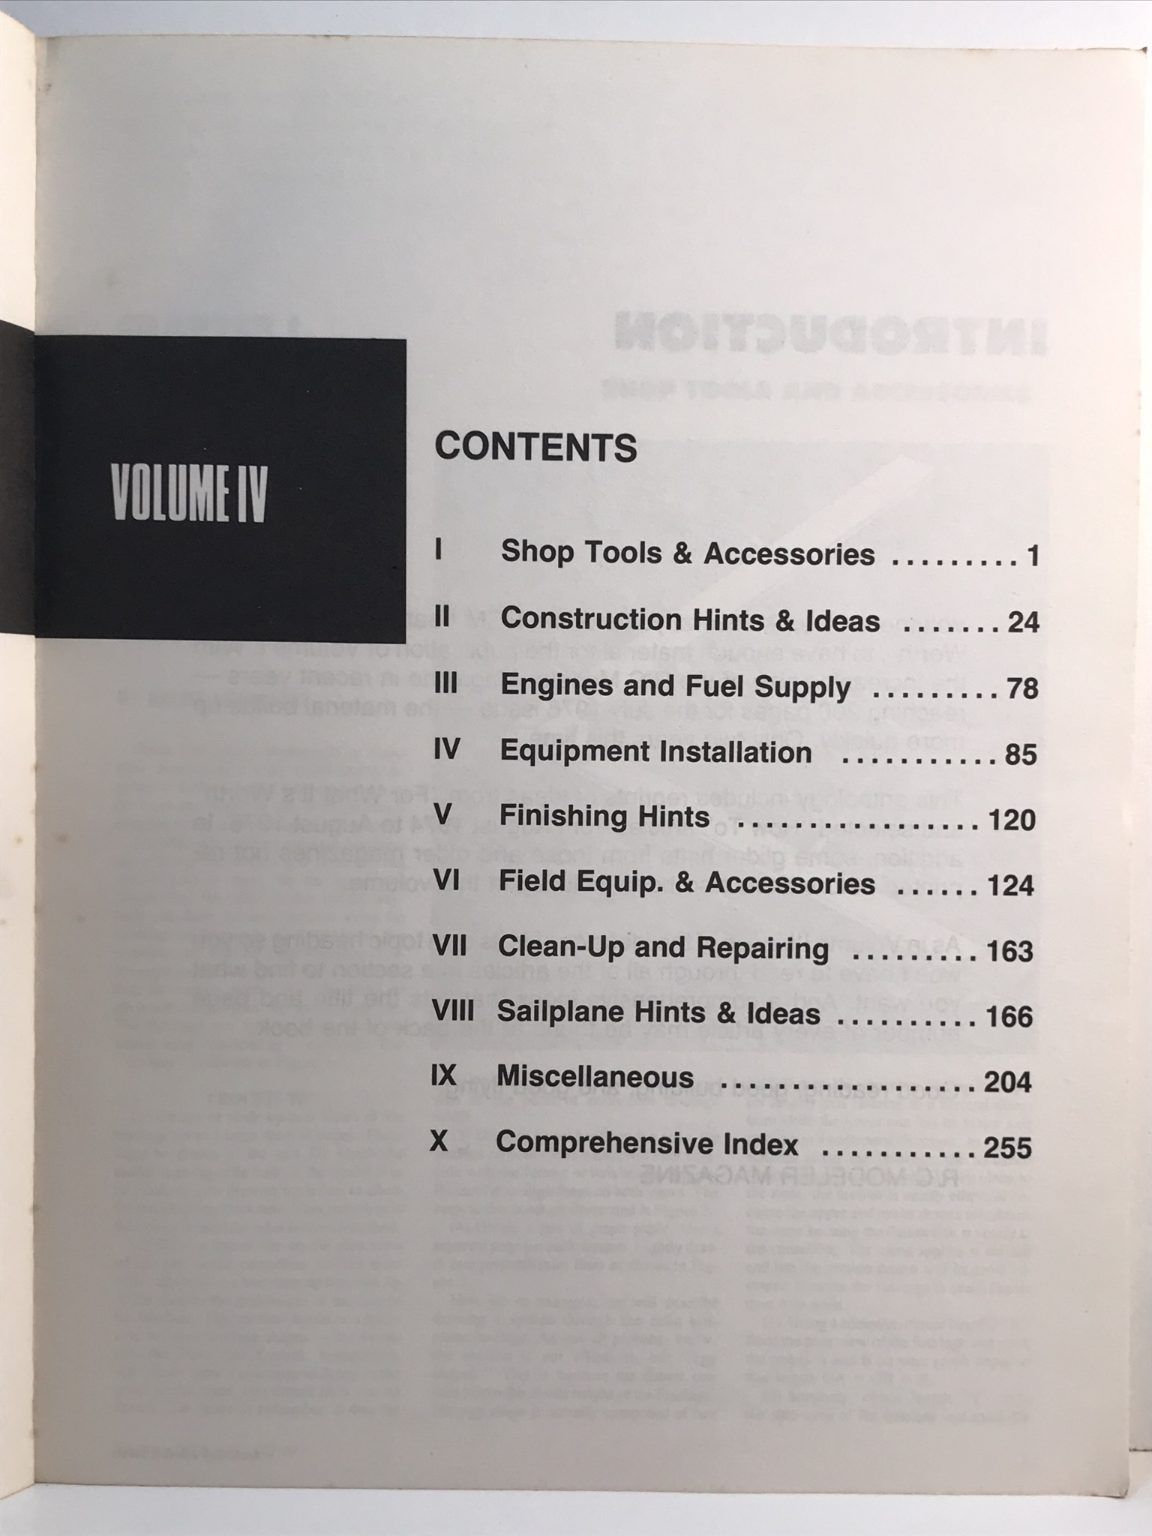 VOLUME IV
CONTENTS
I Shop Tools & Accessories ......... 1
II Construction Hints & Ideas ....... 24
III Engines and Fuel Supply ......... 78
IV Equipment Installation ........... 85
V Finishing Hints ................. 120
VI Field Equip. & Accessories ...... 124
VII Clean-Up and Repairing ......... 163
VIII Sailplane Hints & Ideas .......... 166
IX Miscellaneous .................. 204
X Comprehensive Index ........... 255